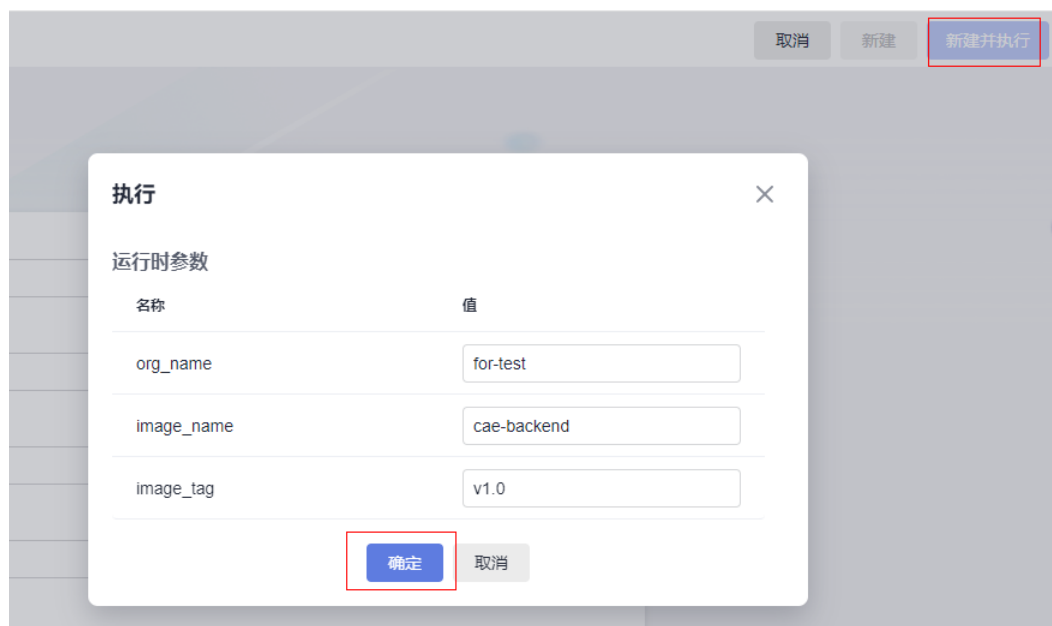 取消 新建 新建并执行
执行
运行时参数
名称 值
org_name for-test
image_name cae-backend
image_tag v1.0
确定 取消